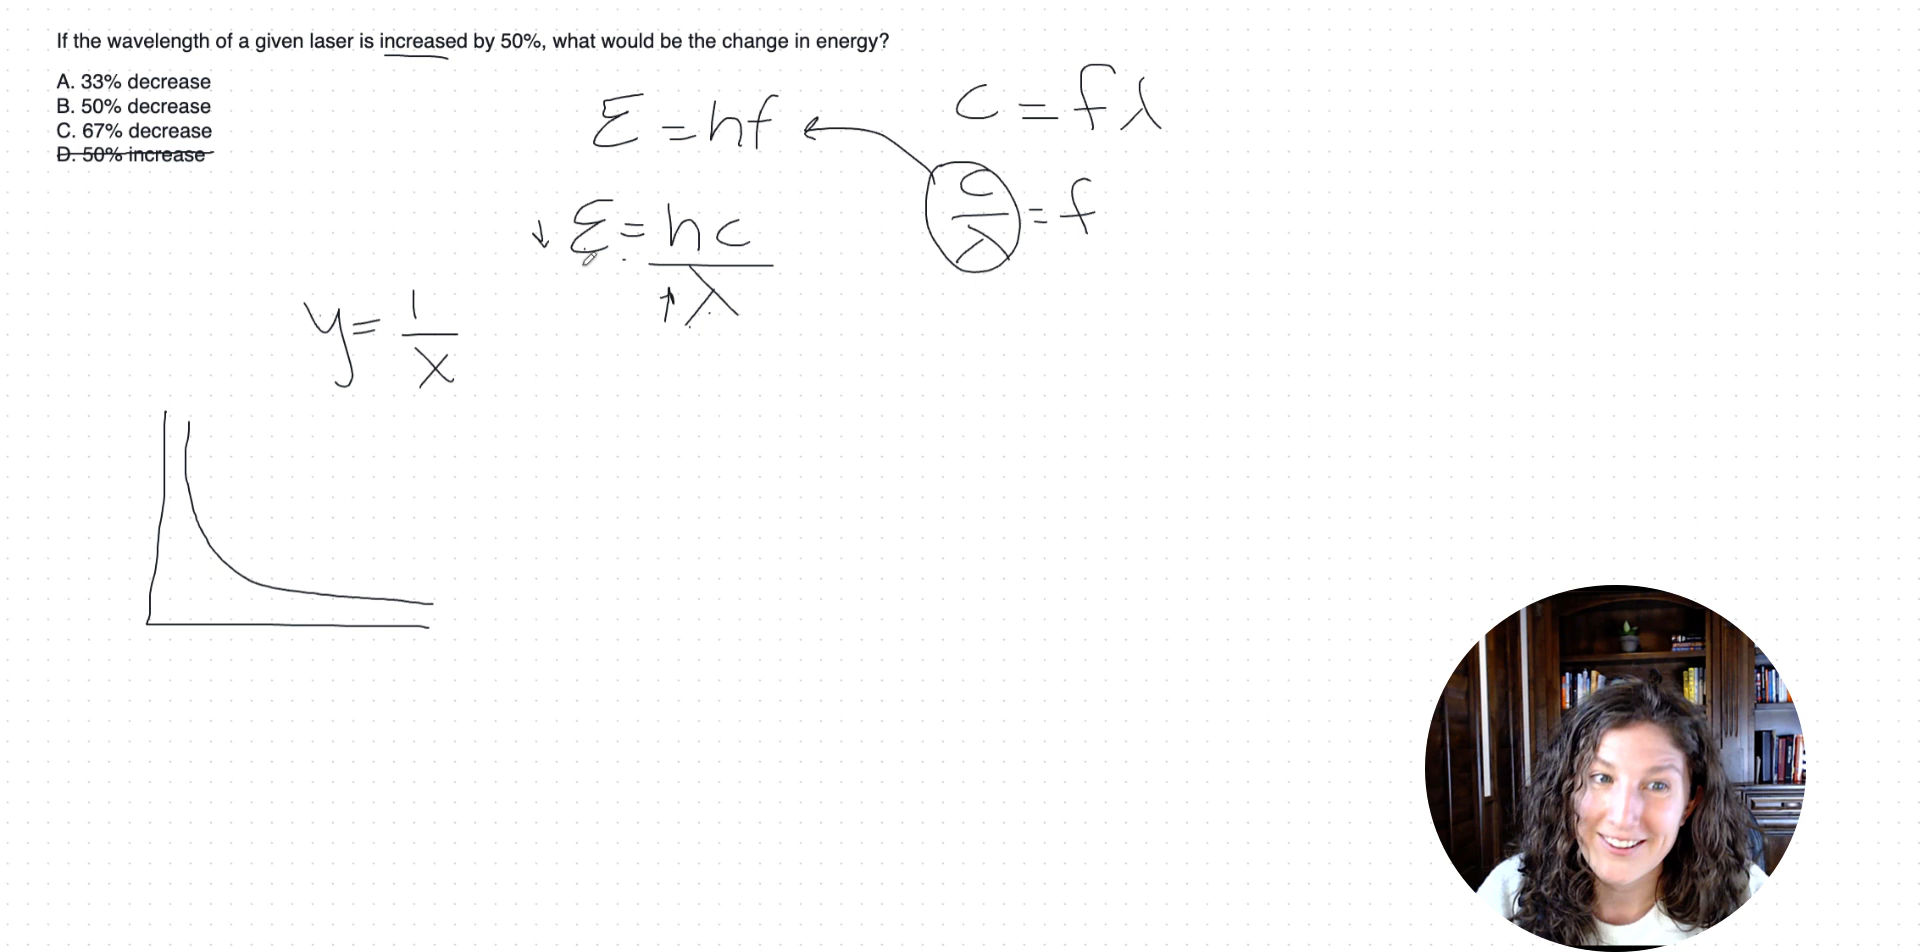 If the wavelength of a given laser is increased by 50%, what would be the change in energy?
A. 33% decrease
B. 50% decrease
C. 67% decrease
D. 50% increase
E = hf
c = fλ
c/λ = f
↓ E = hc/↑λ
y = 1/x